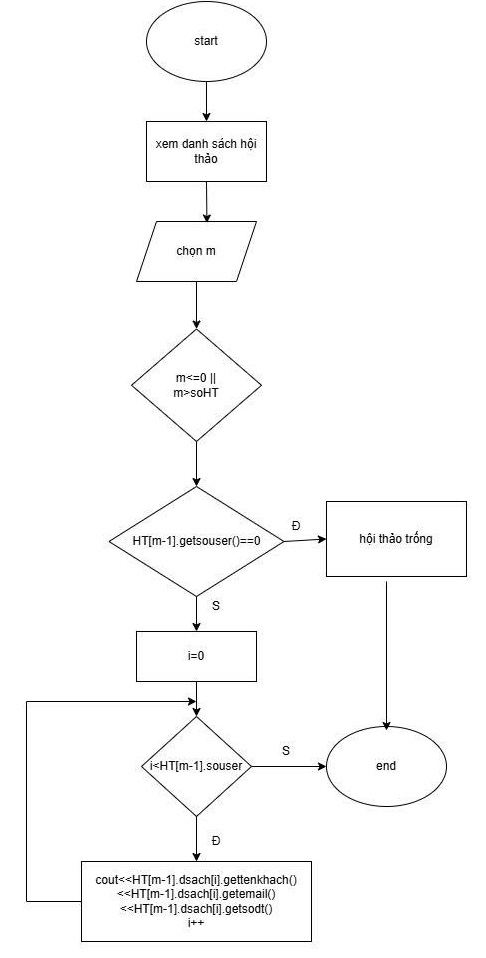 start
xem danh sách hội
thảo
chọn m
m<=0 ||
m>soHT
HT[m-1].getsouser()==0
Đ
hội thảo trống
S
i=0
i<HT[m-1].souser
S
end
Đ
cout<<HT[m-1].dsach[i].gettenkhach()
<<HT[m-1].dsach[i].getemail()
<<HT[m-1].dsach[i].getsodt()
i++